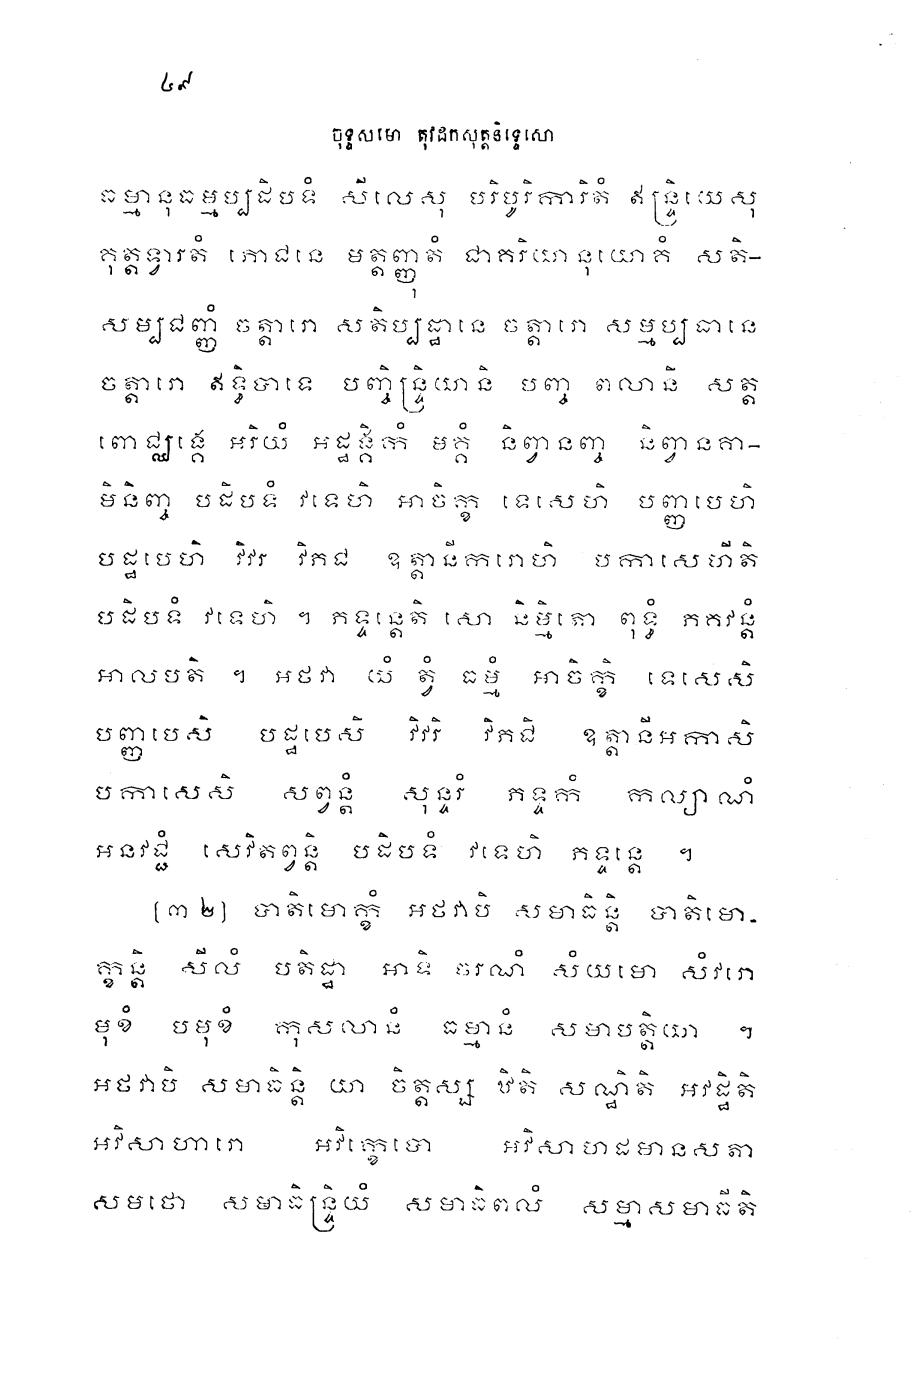 ៤៩
ចុទ្ទសមោ តុវដកសុត្តនិទ្ទេសោ
ធម្មានុធម្មប្បដិបទំ សីលេសុ បរិបូរិការិតំ ឥន្ទ្រិយេសុ
គុត្តទ្វារតំ ភោជនេ មត្តញ្ញុតំ ជាគរិយានុយោគំ សតិ-
សម្បជញ្ញំ ចត្តារោ សតិប្បដ្ឋានេ ចត្តារោ សម្មប្បធានេ
ចត្តារោ ឥទ្ធិបាទេ បញ្ចិន្ទ្រិយានិ បញ្ច ពលានិ សត្ត
ពោជ្ឈង្គេ អរិយំ អដ្ឋង្គិកំ មគ្គំ និព្វានញ្ច និព្វានគា-
មិនិញ្ច បដិបទំ វទេហិ អាចិក្ខ ទេសេហិ បញ្ញបេហិ
បដ្ឋបេហិ វិវរ វិភជ ឧត្តានីករោហិ បកាសេហីតិ
បដិបទំ វទេហិ ។ ភទ្ទន្តេតិ សោ និម្មិតោ ពុទ្ធំ ភគវន្តំ
អាលបតិ ។ អថវា យំ ត្វំ ធម្មំ អាចិក្ខិ ទេសេសិ
បញ្ញបេសិ បដ្ឋបេសិ វិវរិ វិភជិ ឧត្តានីអកាសិ
បកាសេសិ សព្វន្តំ សុន្ទរំ ភទ្ទកំ កល្យាណំ
អនវជ្ជំ សេវិតព្វន្តិ បដិបទំ វទេហិ ភទ្ទន្តេ ។
[៣២] បាតិមោក្ខំ អថវាបិ សមាធិន្តិ បាតិមោ-
ក្ខន្តិ សីលំ បតិដ្ឋា អាទិ ចរណំ សំយមោ សំវរោ
មុខំ បមុខំ កុសលានំ ធម្មានំ សមាបត្តិយា ។
អថវាបិ សមាធិន្តិ យា ចិត្តស្ស ឋិតិ សណ្ឋិតិ អវដ្ឋិតិ
អវិសាហារោ អវិក្ខេបោ អវិសាហដមានសតា
សមថោ សមាធិន្ទ្រិយំ សមាធិពលំ សម្មាសមាធីតិ